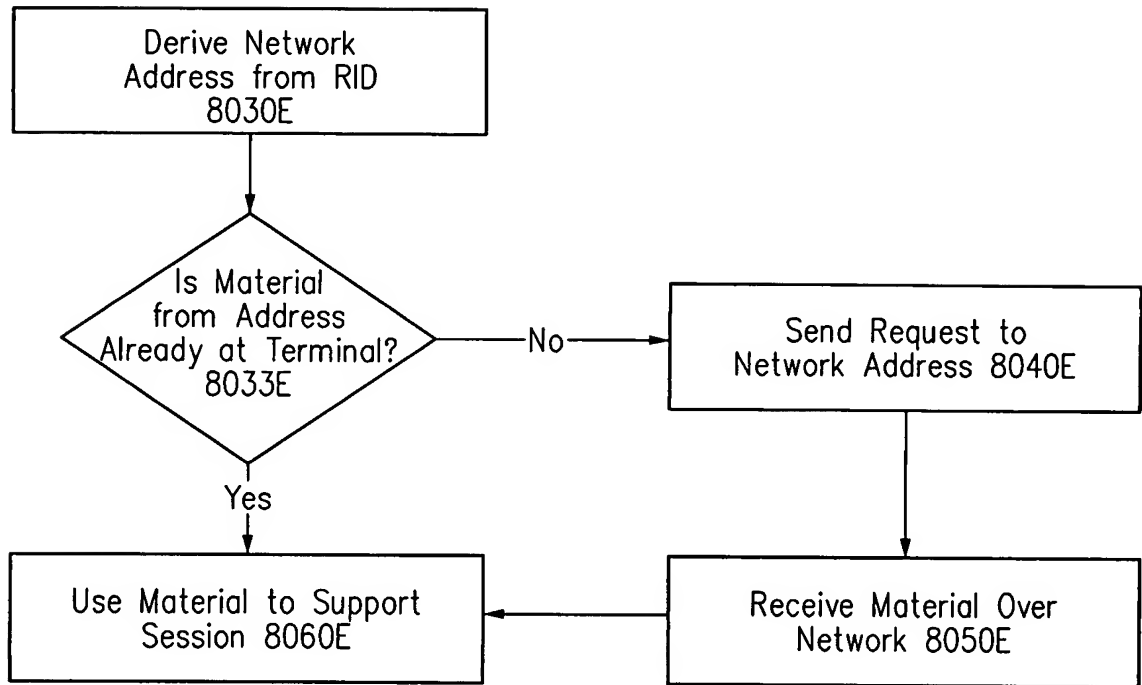 Derive Network
Address from RID
8030E
Is Material
from Address
Already at Terminal?
8033E
No
Send Request to
Network Address 8040E
Yes
Use Material to Support
Session 8060E
Receive Material Over
Network 8050E